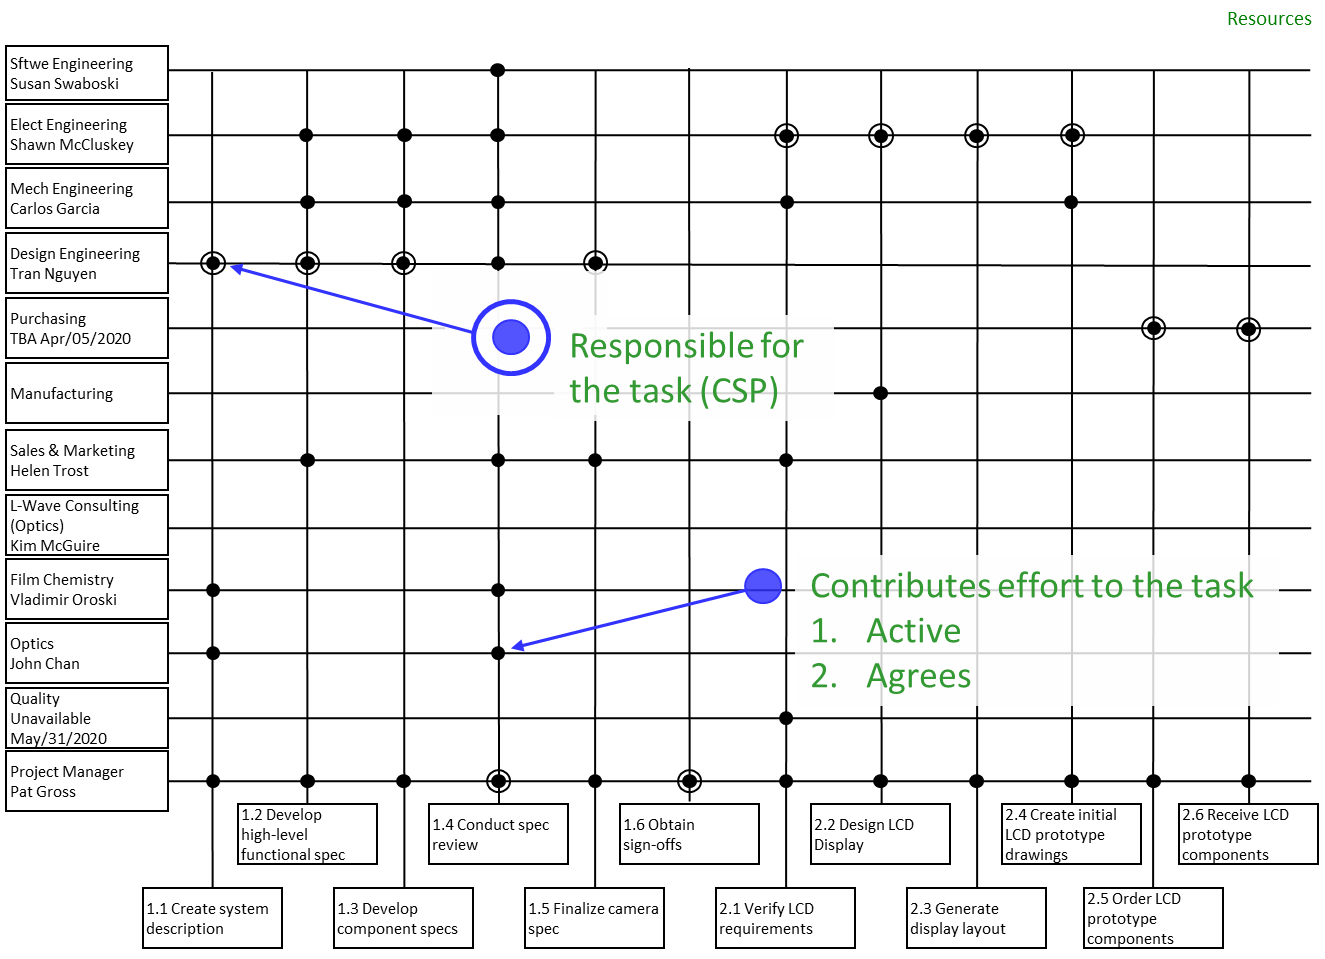 Resources
Sftwe Engineering
Susan Swaboski
Elect Engineering
Shawn McCluskey
Mech Engineering
Carlos Garcia
Design Engineering
Tran Nguyen
Purchasing
TBA Apr/05/2020
Responsible for
the task (CSP)
Manufacturing
Sales & Marketing
Helen Trost
L-Wave Consulting
(Optics)
Kim McGuire
Film Chemistry
Vladimir Oroski
Contributes effort to the task
1. Active
2. Agrees
Optics
John Chan
Quality
Unavailable
May/31/2020
Project Manager
Pat Gross
1.2 Develop
high-level
functional spec
1.4 Conduct spec
review
1.6 Obtain
sign-offs
2.2 Design LCD
Display
2.4 Create initial
LCD prototype
drawings
2.6 Receive LCD
prototype
components
1.1 Create system
description
1.3 Develop
component specs
1.5 Finalize camera
spec
2.1 Verify LCD
requirements
2.3 Generate
display layout
2.5 Order LCD
prototype
components